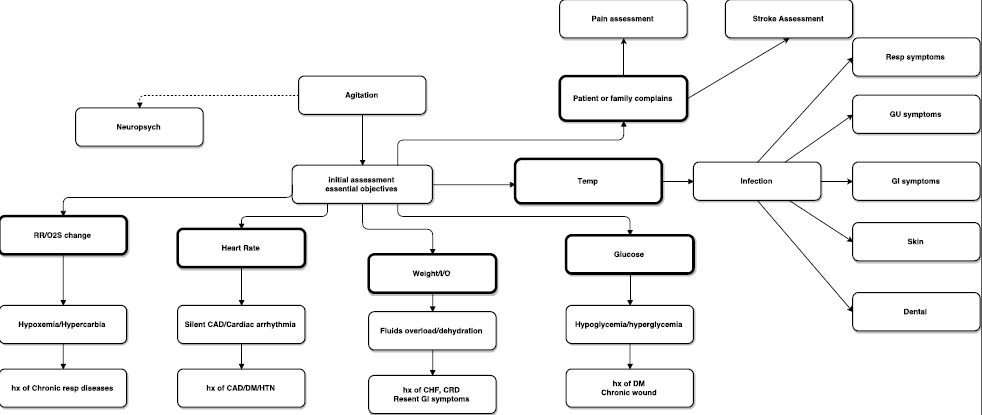 Pain assessment
Stroke Assessment
Resp symptoms
Agitation
Patient or family complains
Neuropsych
GU symptoms
initial assessment
essential objectives
Temp
Infection
GI symptoms
RR/O2S change
Heart Rate
Weight/I/O
Glucose
Skin
Hypoxemia/Hypercarbia
Silent CAD/Cardiac arrhythmia
Fluids overload/dehydration
Hypoglycemia/hyperglycemia
Dental
hx of Chronic resp diseases
hx of CAD/DM/HTN
hx of CHF, CRD
Resent GI symptoms
hx of DM
Chronic wound